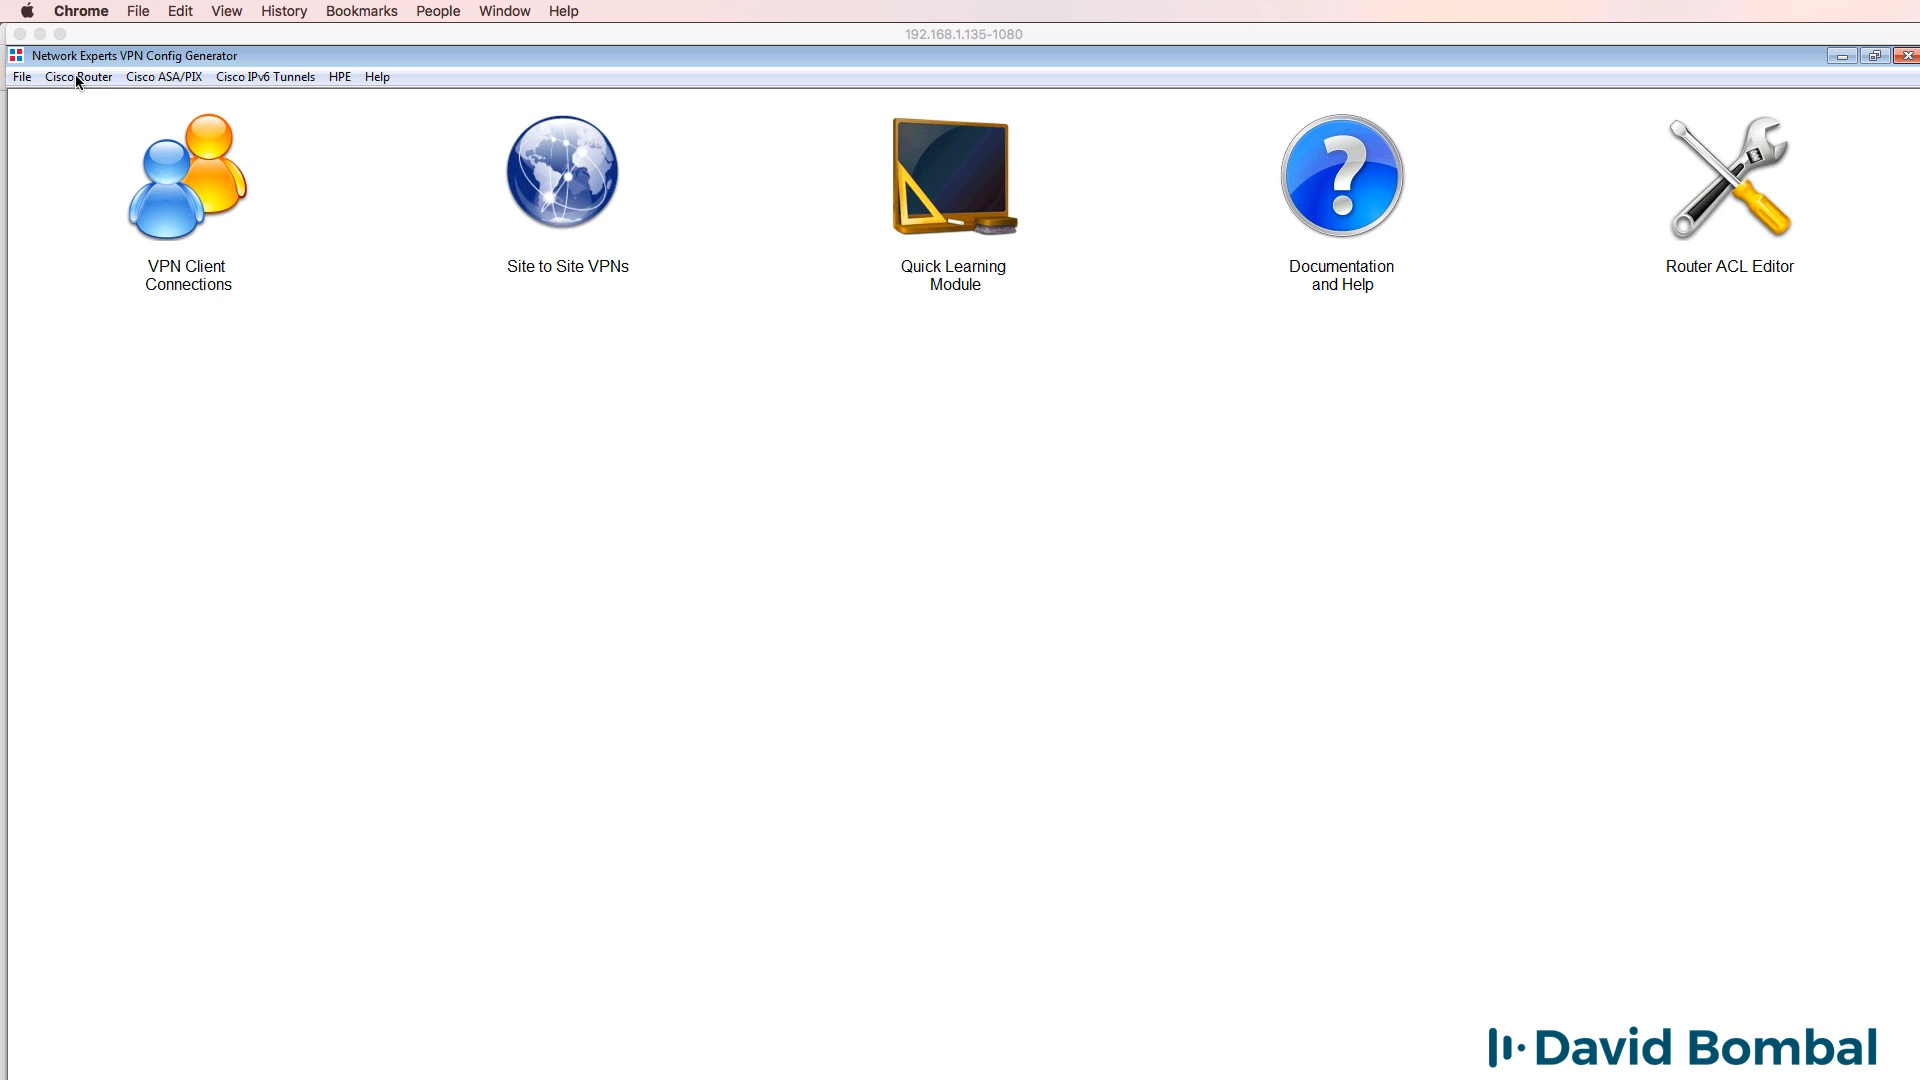 Chrome File Edit View History Bookmarks People Window Help
192.168.1.135-1080
Network Experts VPN Config Generator
File Cisco Router Cisco ASA/PIX Cisco IPv6 Tunnels HPE Help
VPN Client
Connections
Site to Site VPNs
Quick Learning
Module
Documentation
and Help
Router ACL Editor
David Bombal